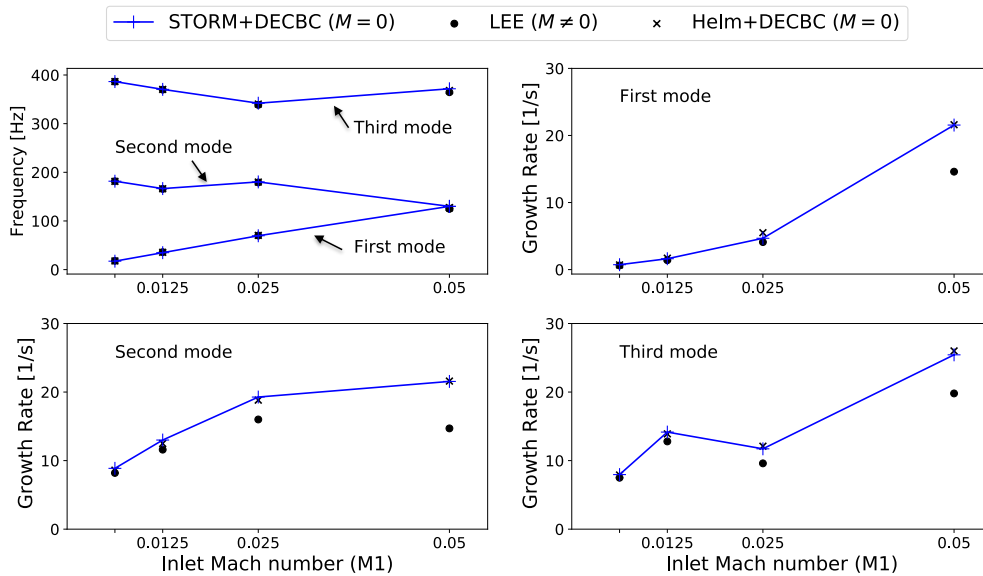 STORM+DECBC (M = 0) LEE (M ≠ 0) Helm+DECBC (M = 0)
Frequency [Hz]
400
300
200
100
0
0.0125 0.025 0.05
Third mode
Second mode
First mode
Growth Rate [1/s]
30
20
10
0
0.0125 0.025 0.05
First mode
Growth Rate [1/s]
30
20
10
0
0.0125 0.025 0.05
Second mode
Inlet Mach number (M1)
Growth Rate [1/s]
30
20
10
0
0.0125 0.025 0.05
Third mode
Inlet Mach number (M1)